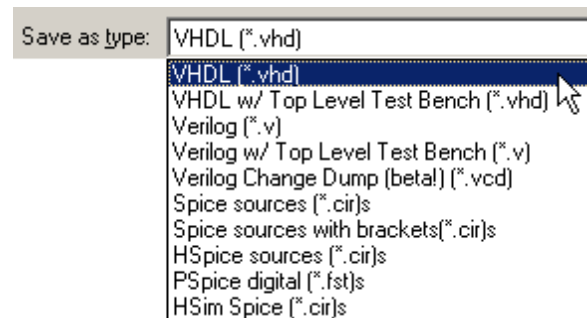 Save as type: VHDL (*.vhd)
VHDL (*.vhd)
VHDL w/ Top Level Test Bench (*.vhd)
Verilog (*.v)
Verilog w/ Top Level Test Bench (*.v)
Verilog Change Dump (beta!) (*.vcd)
Spice sources (*.cir)s
Spice sources with brackets(*.cir)s
HSpice sources (*.cir)s
PSpice digital (*.fst)s
HSim Spice (*.cir)s